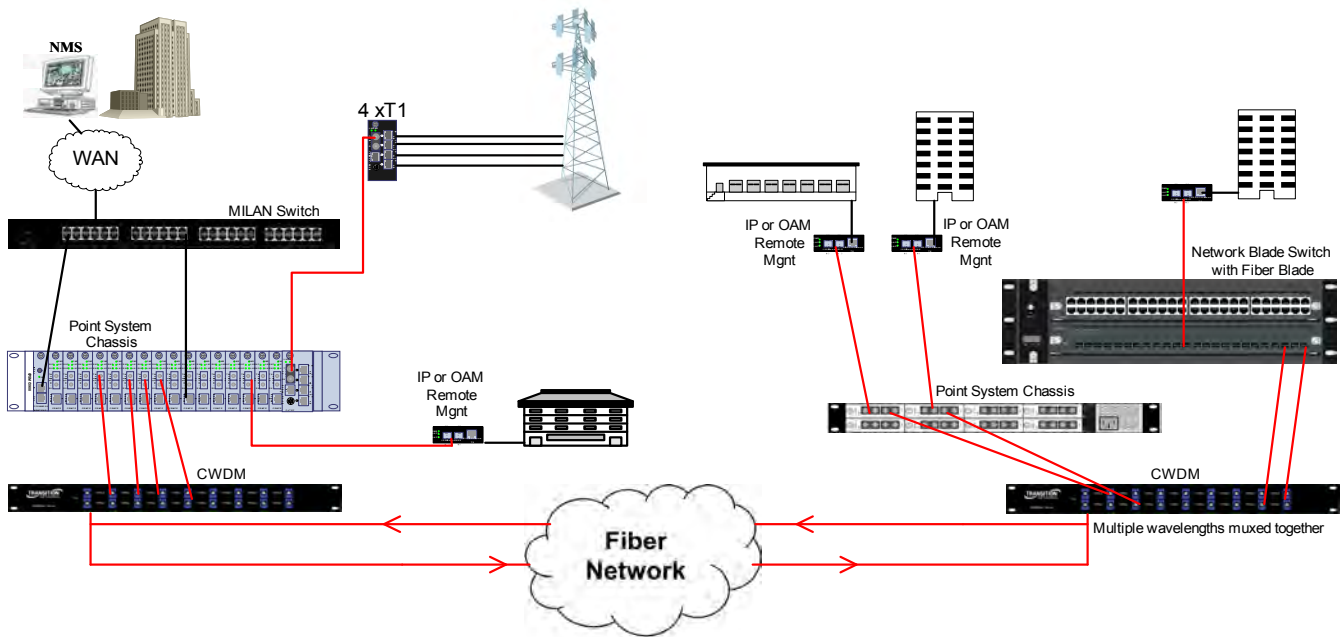 NMS
WAN
4 xT1
MILAN Switch
Point System
Chassis
IP or OAM
Remote
Mgnt
CWDM
TRANSITION
IP or OAM
Remote
Mgnt
IP or OAM
Remote
Mgnt
Network Blade Switch
with Fiber Blade
Point System Chassis
CWDM
TRANSITION
Multiple wavelengths muxed together
Fiber
Network